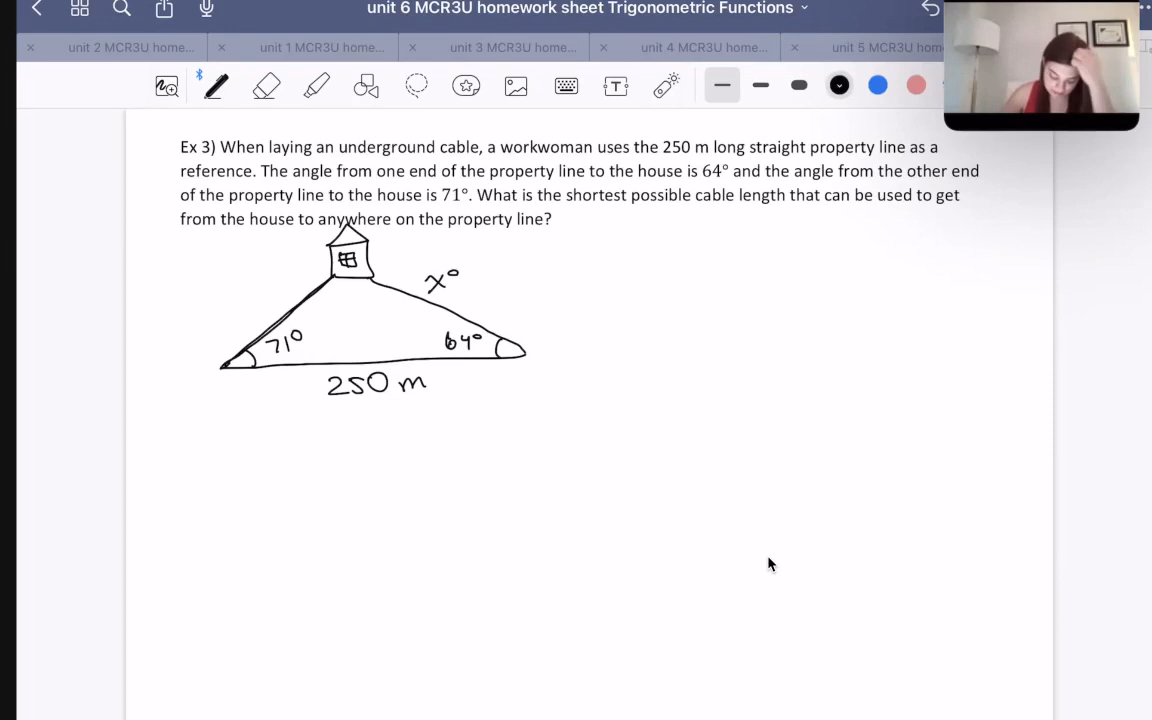 unit 6 MCR3U homework sheet Trigonometric Functions
unit 2 MCR3U home...
unit 1 MCR3U home...
unit 3 MCR3U home...
unit 4 MCR3U home...
unit 5 MCR3U hom
T
Ex 3) When laying an underground cable, a workwoman uses the 250 m long straight property line as a
reference. The angle from one end of the property line to the house is 64° and the angle from the other end
of the property line to the house is 71°. What is the shortest possible cable length that can be used to get
from the house to anywhere on the property line?
x°
71°
64°
250 m